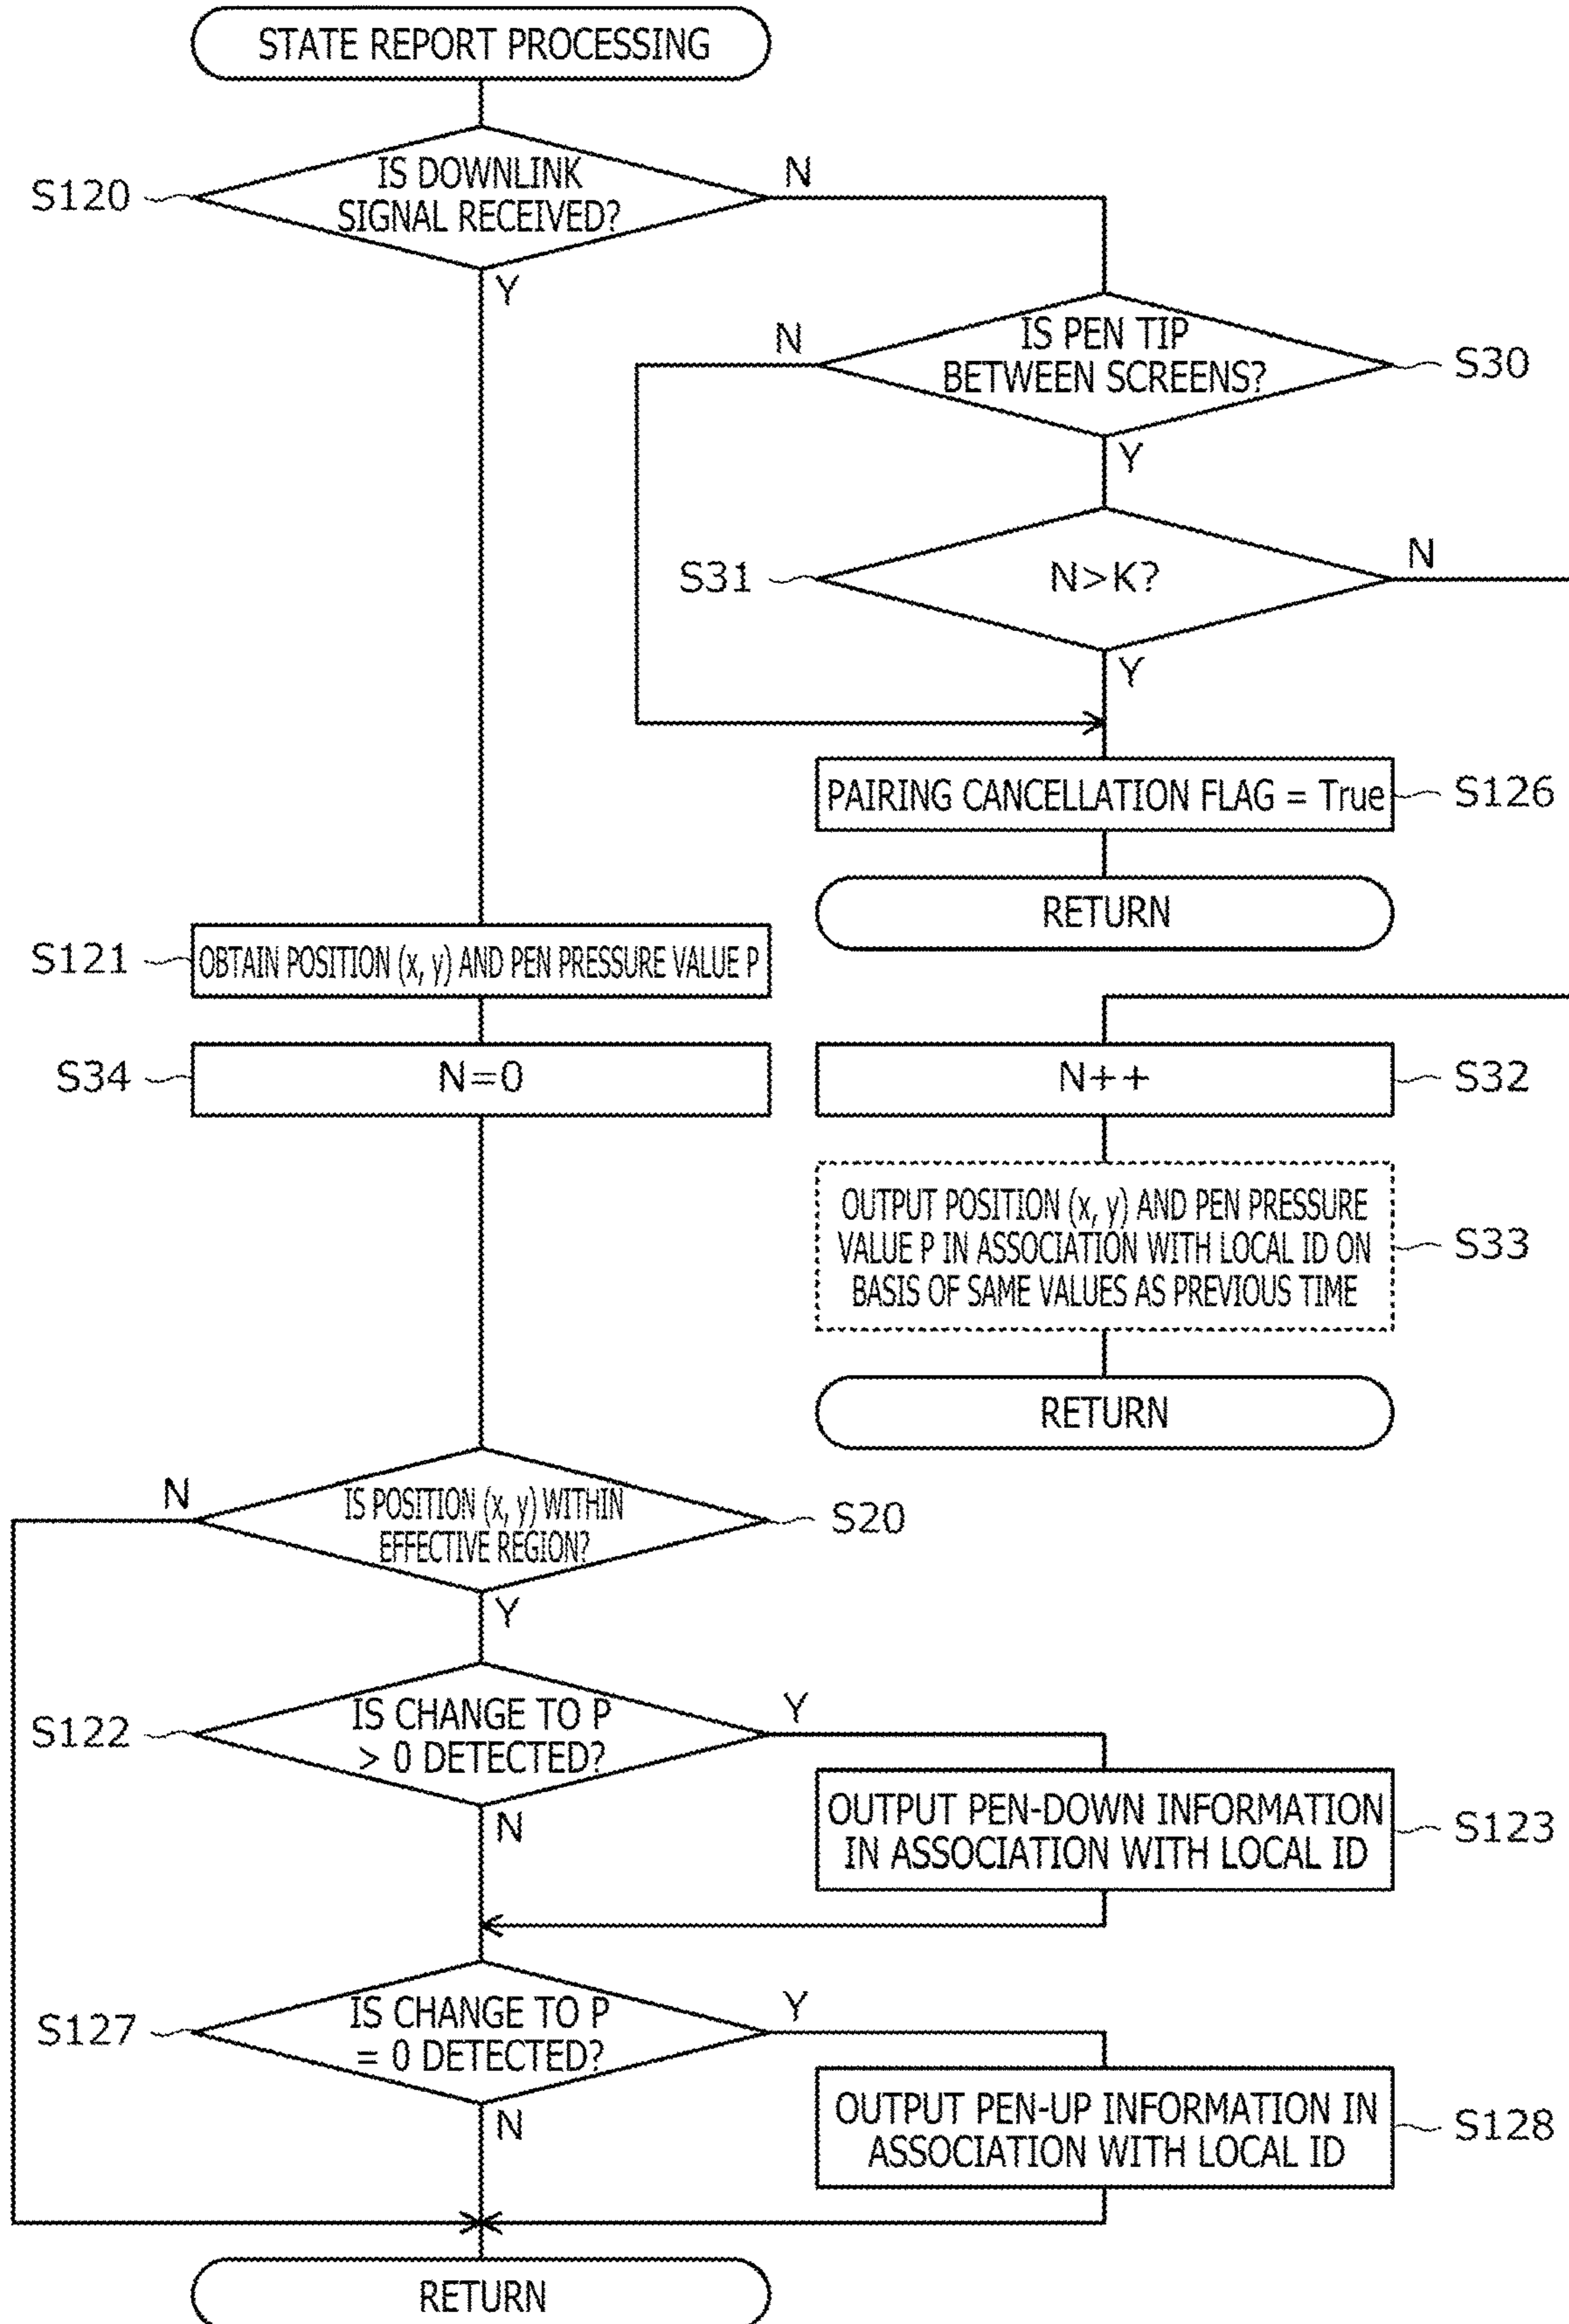 STATE REPORT PROCESSING
S120
IS DOWNLINK
SIGNAL RECEIVED?
N
Y
IS PEN TIP
BETWEEN SCREENS?
N
S30
Y
S31
N>K?
N
Y
PAIRING CANCELLATION FLAG = True
S126
RETURN
S121
OBTAIN POSITION (x, y) AND PEN PRESSURE VALUE P
S34
N=0
N++
S32
OUTPUT POSITION (x, y) AND PEN PRESSURE
VALUE P IN ASSOCIATION WITH LOCAL ID ON
BASIS OF SAME VALUES AS PREVIOUS TIME
S33
RETURN
N
IS POSITION (x, y) WITHIN
EFFECTIVE REGION?
S20
Y
S122
IS CHANGE TO P
> 0 DETECTED?
Y
N
OUTPUT PEN-DOWN INFORMATION
IN ASSOCIATION WITH LOCAL ID
S123
S127
IS CHANGE TO P
= 0 DETECTED?
Y
N
OUTPUT PEN-UP INFORMATION IN
ASSOCIATION WITH LOCAL ID
S128
RETURN